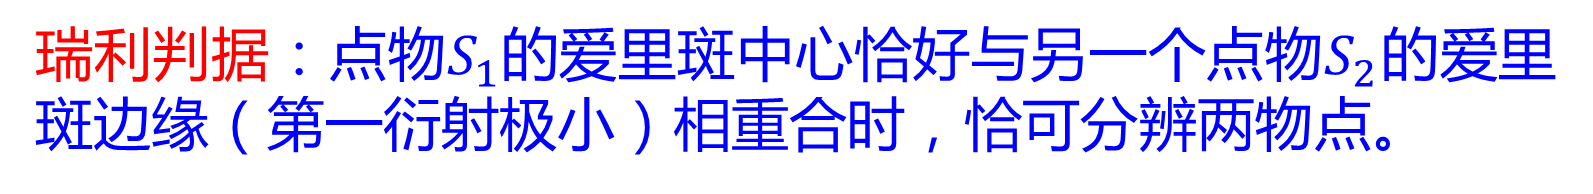 瑞利判据：点物S₁的爱里斑中心恰好与另一个点物S₂的爱里
斑边缘（第一衍射极小）相重合时，恰可分辨两物点。